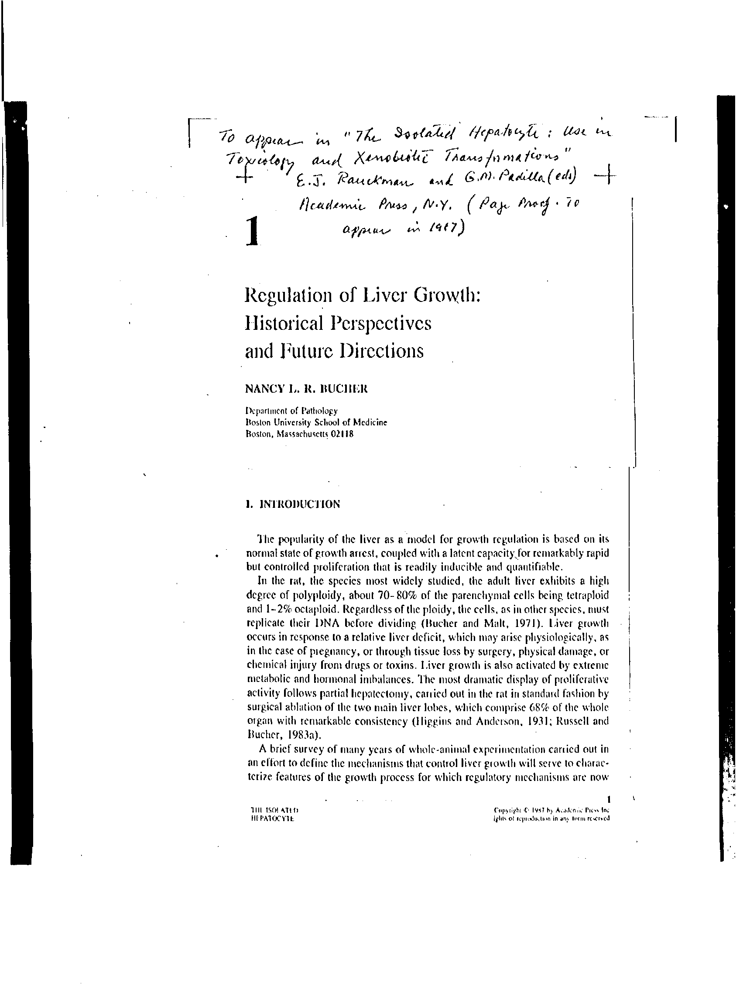 To appear in "The Isolated Hepatocyte: Use in
Toxicology and Xenobiotic Transformations"
E.J. Rauckman and G.M. Padilla (eds)
Academic Press, N.Y. (Page Proof. To
appear in 1987)
1
Regulation of Liver Growth:
Historical Perspectives
and Future Directions
NANCY L. R. BUCHER
Department of Pathology
Boston University School of Medicine
Boston, Massachusetts 02118
I. INTRODUCTION
The popularity of the liver as a model for growth regulation is based on its
normal state of growth arrest, coupled with a latent capacity for remarkably rapid
but controlled proliferation that is readily inducible and quantifiable.
In the rat, the species most widely studied, the adult liver exhibits a high
degree of polyploidy, about 70–80% of the parenchymal cells being tetraploid
and 1–2% octaploid. Regardless of the ploidy, the cells, as in other species, must
replicate their DNA before dividing (Bucher and Malt, 1971). Liver growth
occurs in response to a relative liver deficit, which may arise physiologically, as
in the case of pregnancy, or through tissue loss by surgery, physical damage, or
chemical injury from drugs or toxins. Liver growth is also activated by extreme
metabolic and hormonal imbalances. The most dramatic display of proliferative
activity follows partial hepatectomy, carried out in the rat in standard fashion by
surgical ablation of the two main liver lobes, which comprise 68% of the whole
organ with remarkable consistency (Higgins and Anderson, 1931; Russell and
Bucher, 1983a).
A brief survey of many years of whole-animal experimentation carried out in
an effort to define the mechanisms that control liver growth will serve to charac-
terize features of the growth process for which regulatory mechanisms are now
1
THE ISOLATED
HEPATOCYTE
Copyright © 1987 by Academic Press Inc
ights of reproduction in any form reserved